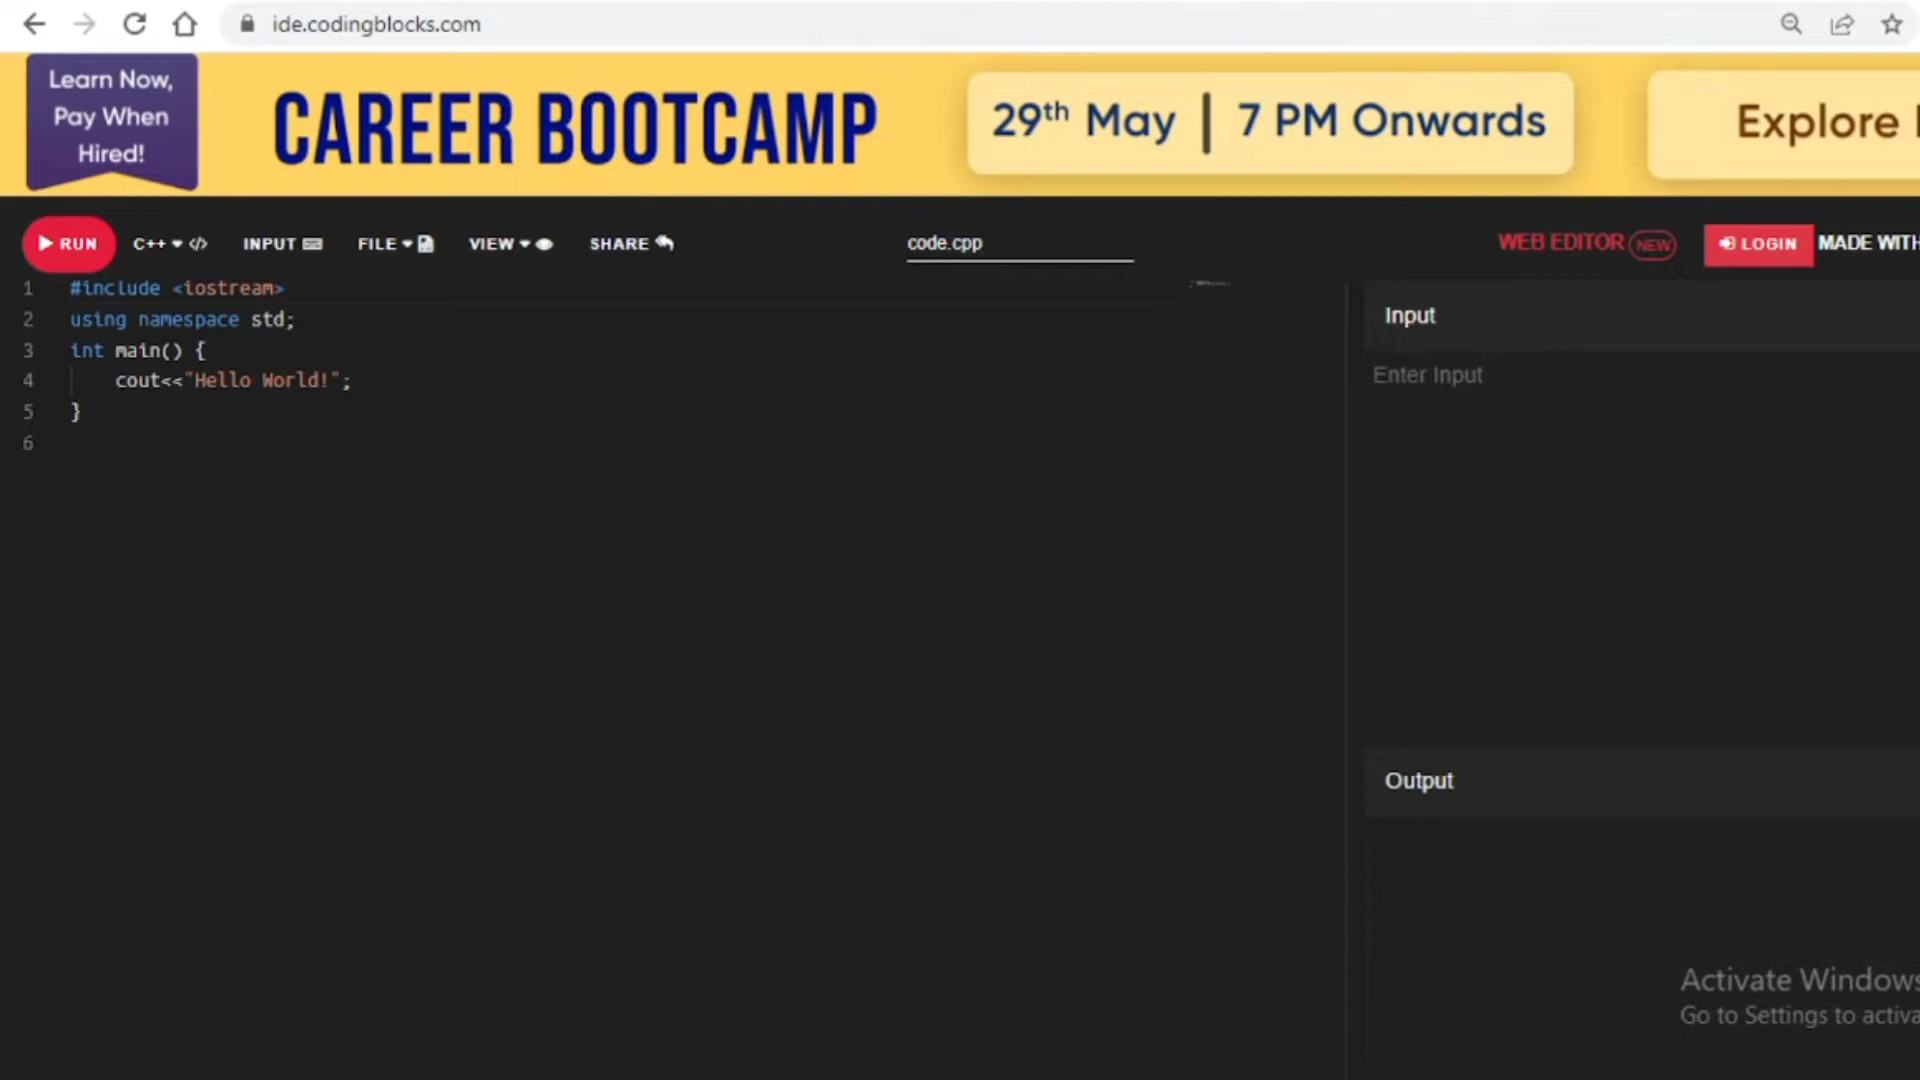 ide.codingblocks.com
Learn Now,
Pay When
Hired!
CAREER BOOTCAMP
29th May | 7 PM Onwards
Explore
RUN
C++ </>
INPUT
FILE
VIEW
SHARE
code.cpp
WEB EDITOR NEW
LOGIN
MADE WITH
1 #include <iostream>
2 using namespace std;
3 int main() {
4 cout<<"Hello World!";
5 }
6
Input
Enter Input
Output
Activate Windows
Go to Settings to activa